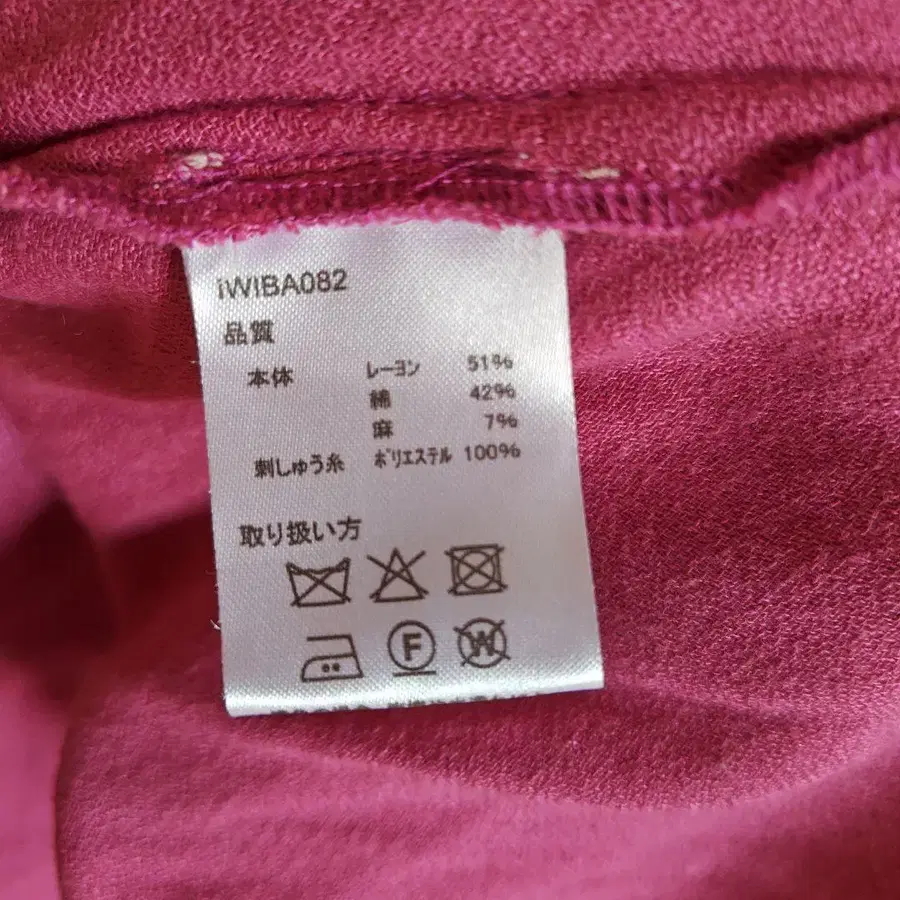 iWIBA082
品質
本体 レーヨン 51%
綿 42%
麻 7%
刺しゅう糸 ポリエステル 100%
取り扱い方
F W